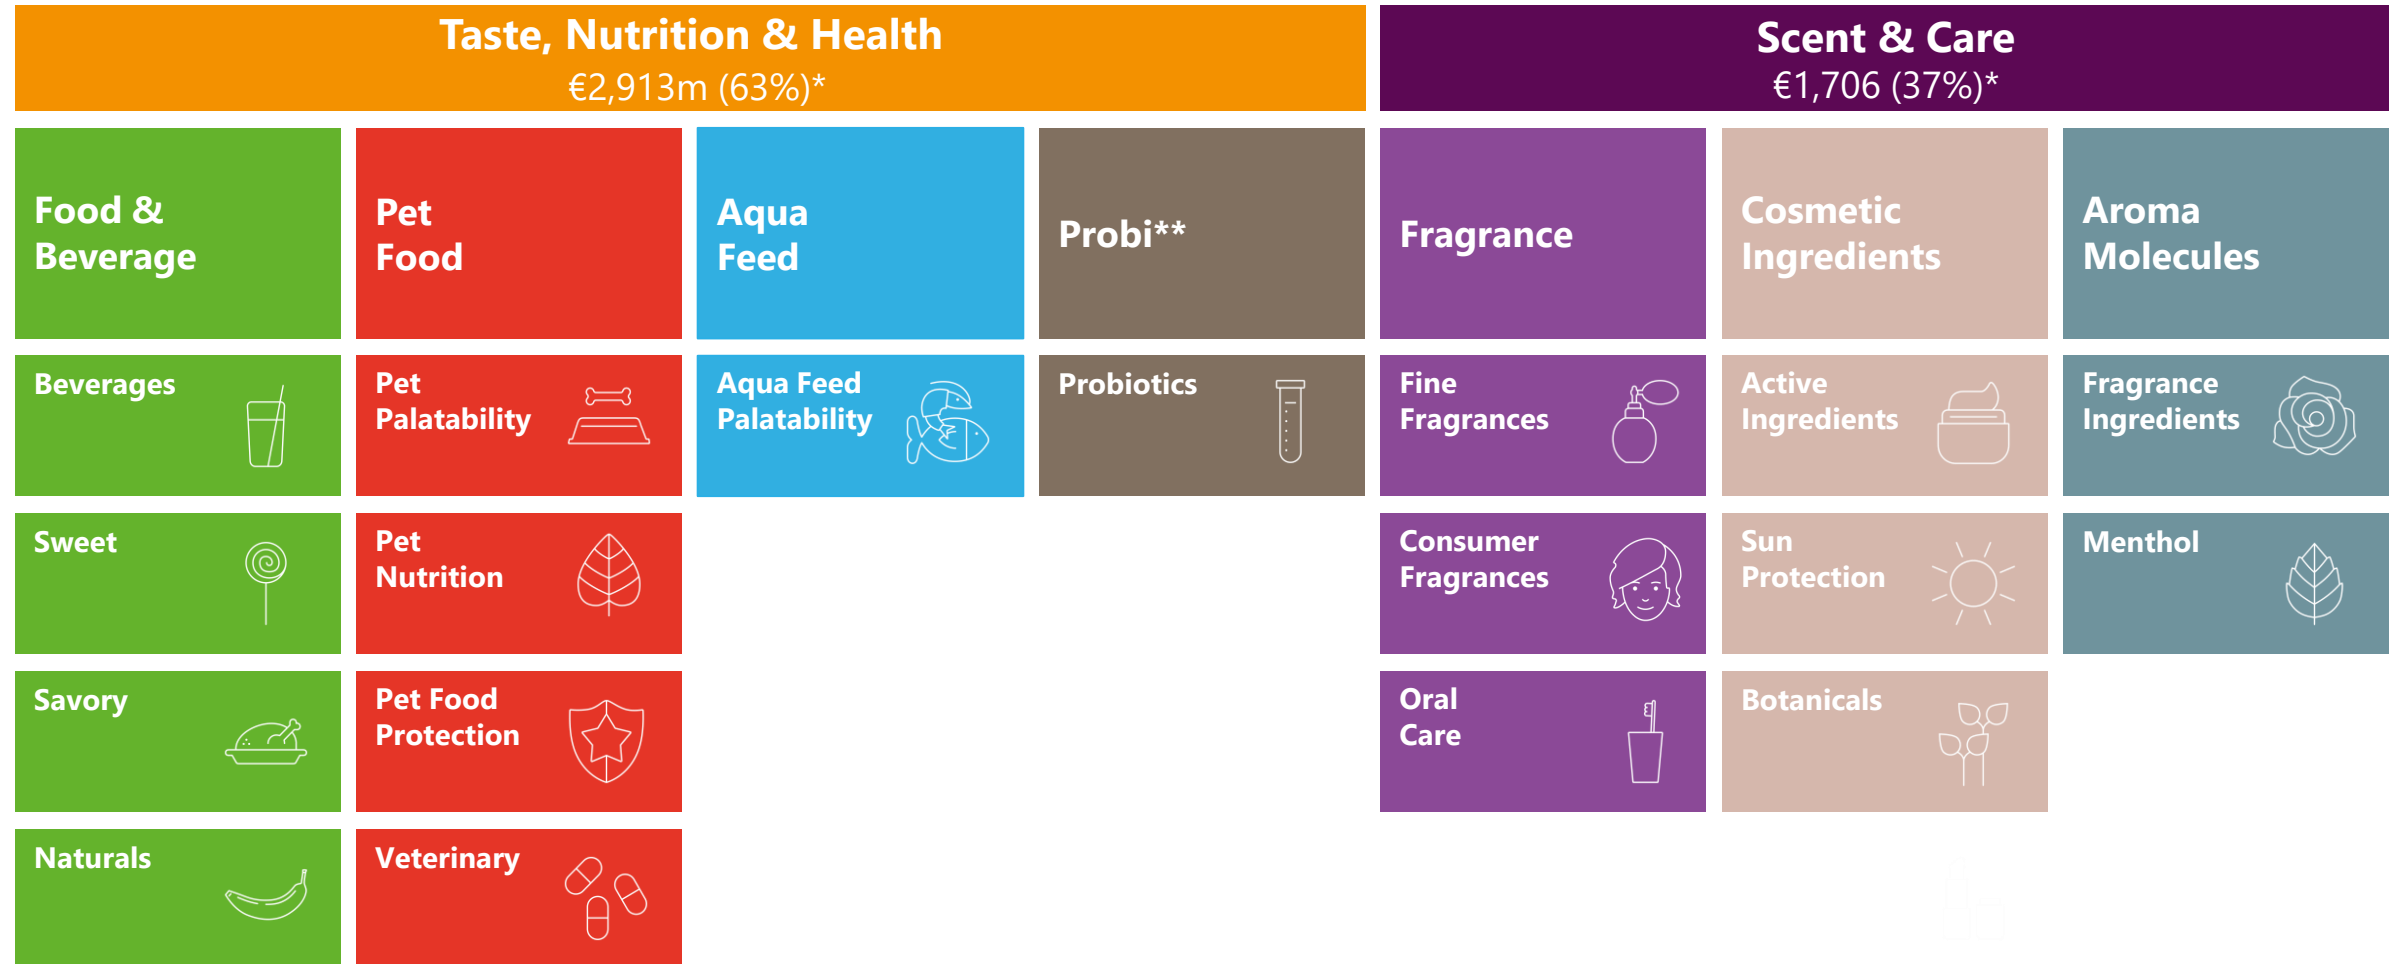 Taste, Nutrition & Health
€2,913m (63%)*
Scent & Care
€1,706 (37%)*
Food &
Beverage
Pet
Food
Aqua
Feed
Probi**
Fragrance
Cosmetic
Ingredients
Aroma
Molecules
Beverages
Pet
Palatability
Aqua Feed
Palatability
Probiotics
Fine
Fragrances
Active
Ingredients
Fragrance
Ingredients
Sweet
Pet
Nutrition
Consumer
Fragrances
Sun
Protection
Menthol
Savory
Pet Food
Protection
Oral
Care
Botanicals
Naturals
Veterinary